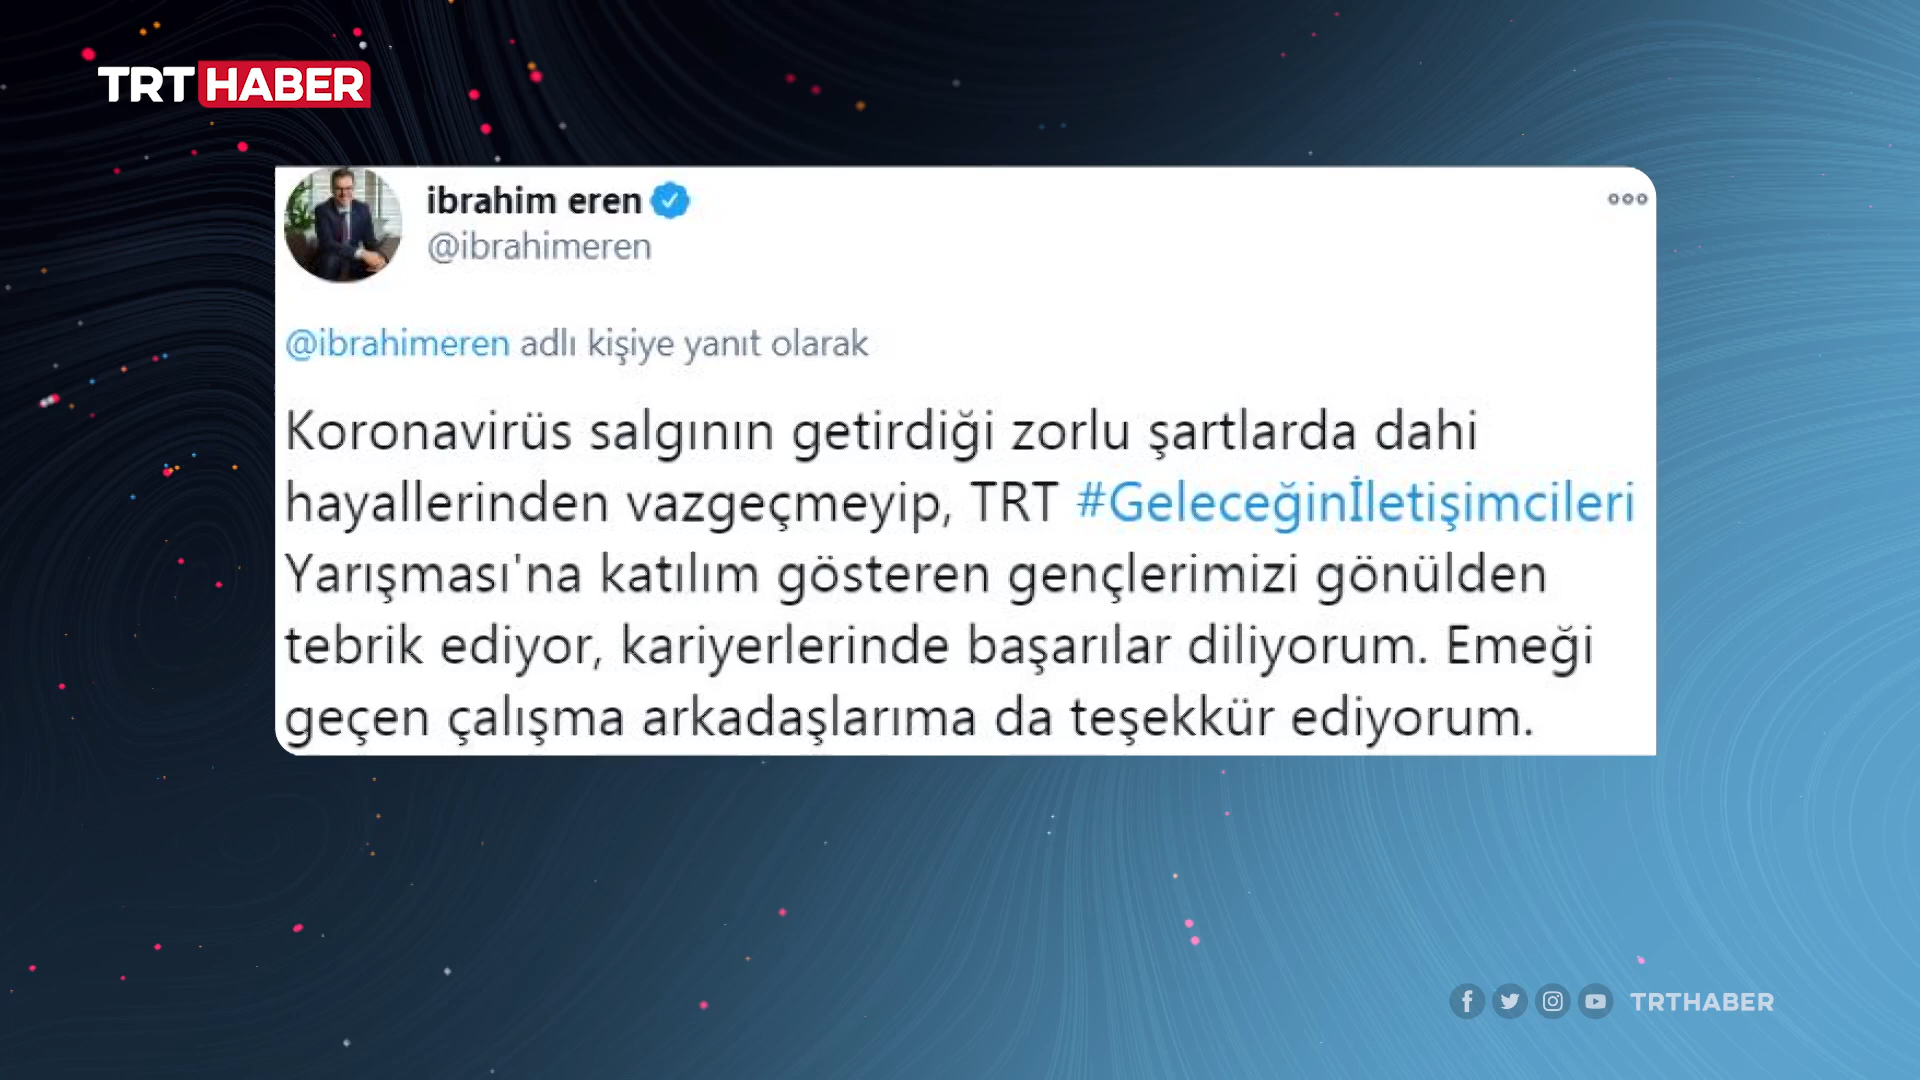 TRT HABER
ibrahim eren
@ibrahimeren
@ibrahimeren adlı kişiye yanıt olarak
Koronavirüs salgının getirdiği zorlu şartlarda dahi
hayallerinden vazgeçmeyip, TRT #Geleceğinİletişimcileri
Yarışması'na katılım gösteren gençlerimizi gönülden
tebrik ediyor, kariyerlerinde başarılar diliyorum. Emeği
geçen çalışma arkadaşlarıma da teşekkür ediyorum.
TRTHABER